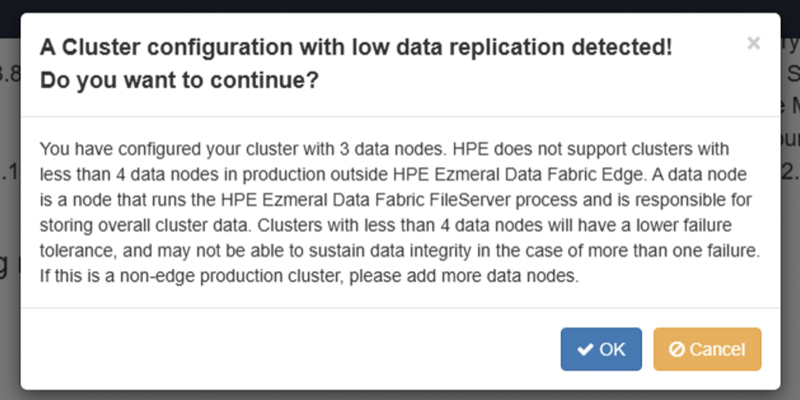 A Cluster configuration with low data replication detected!
Do you want to continue?
×
You have configured your cluster with 3 data nodes. HPE does not support clusters with
less than 4 data nodes in production outside HPE Ezmeral Data Fabric Edge. A data node
is a node that runs the HPE Ezmeral Data Fabric FileServer process and is responsible for
storing overall cluster data. Clusters with less than 4 data nodes will have a lower failure
tolerance, and may not be able to sustain data integrity in the case of more than one failure.
If this is a non-edge production cluster, please add more data nodes.
OK
Cancel